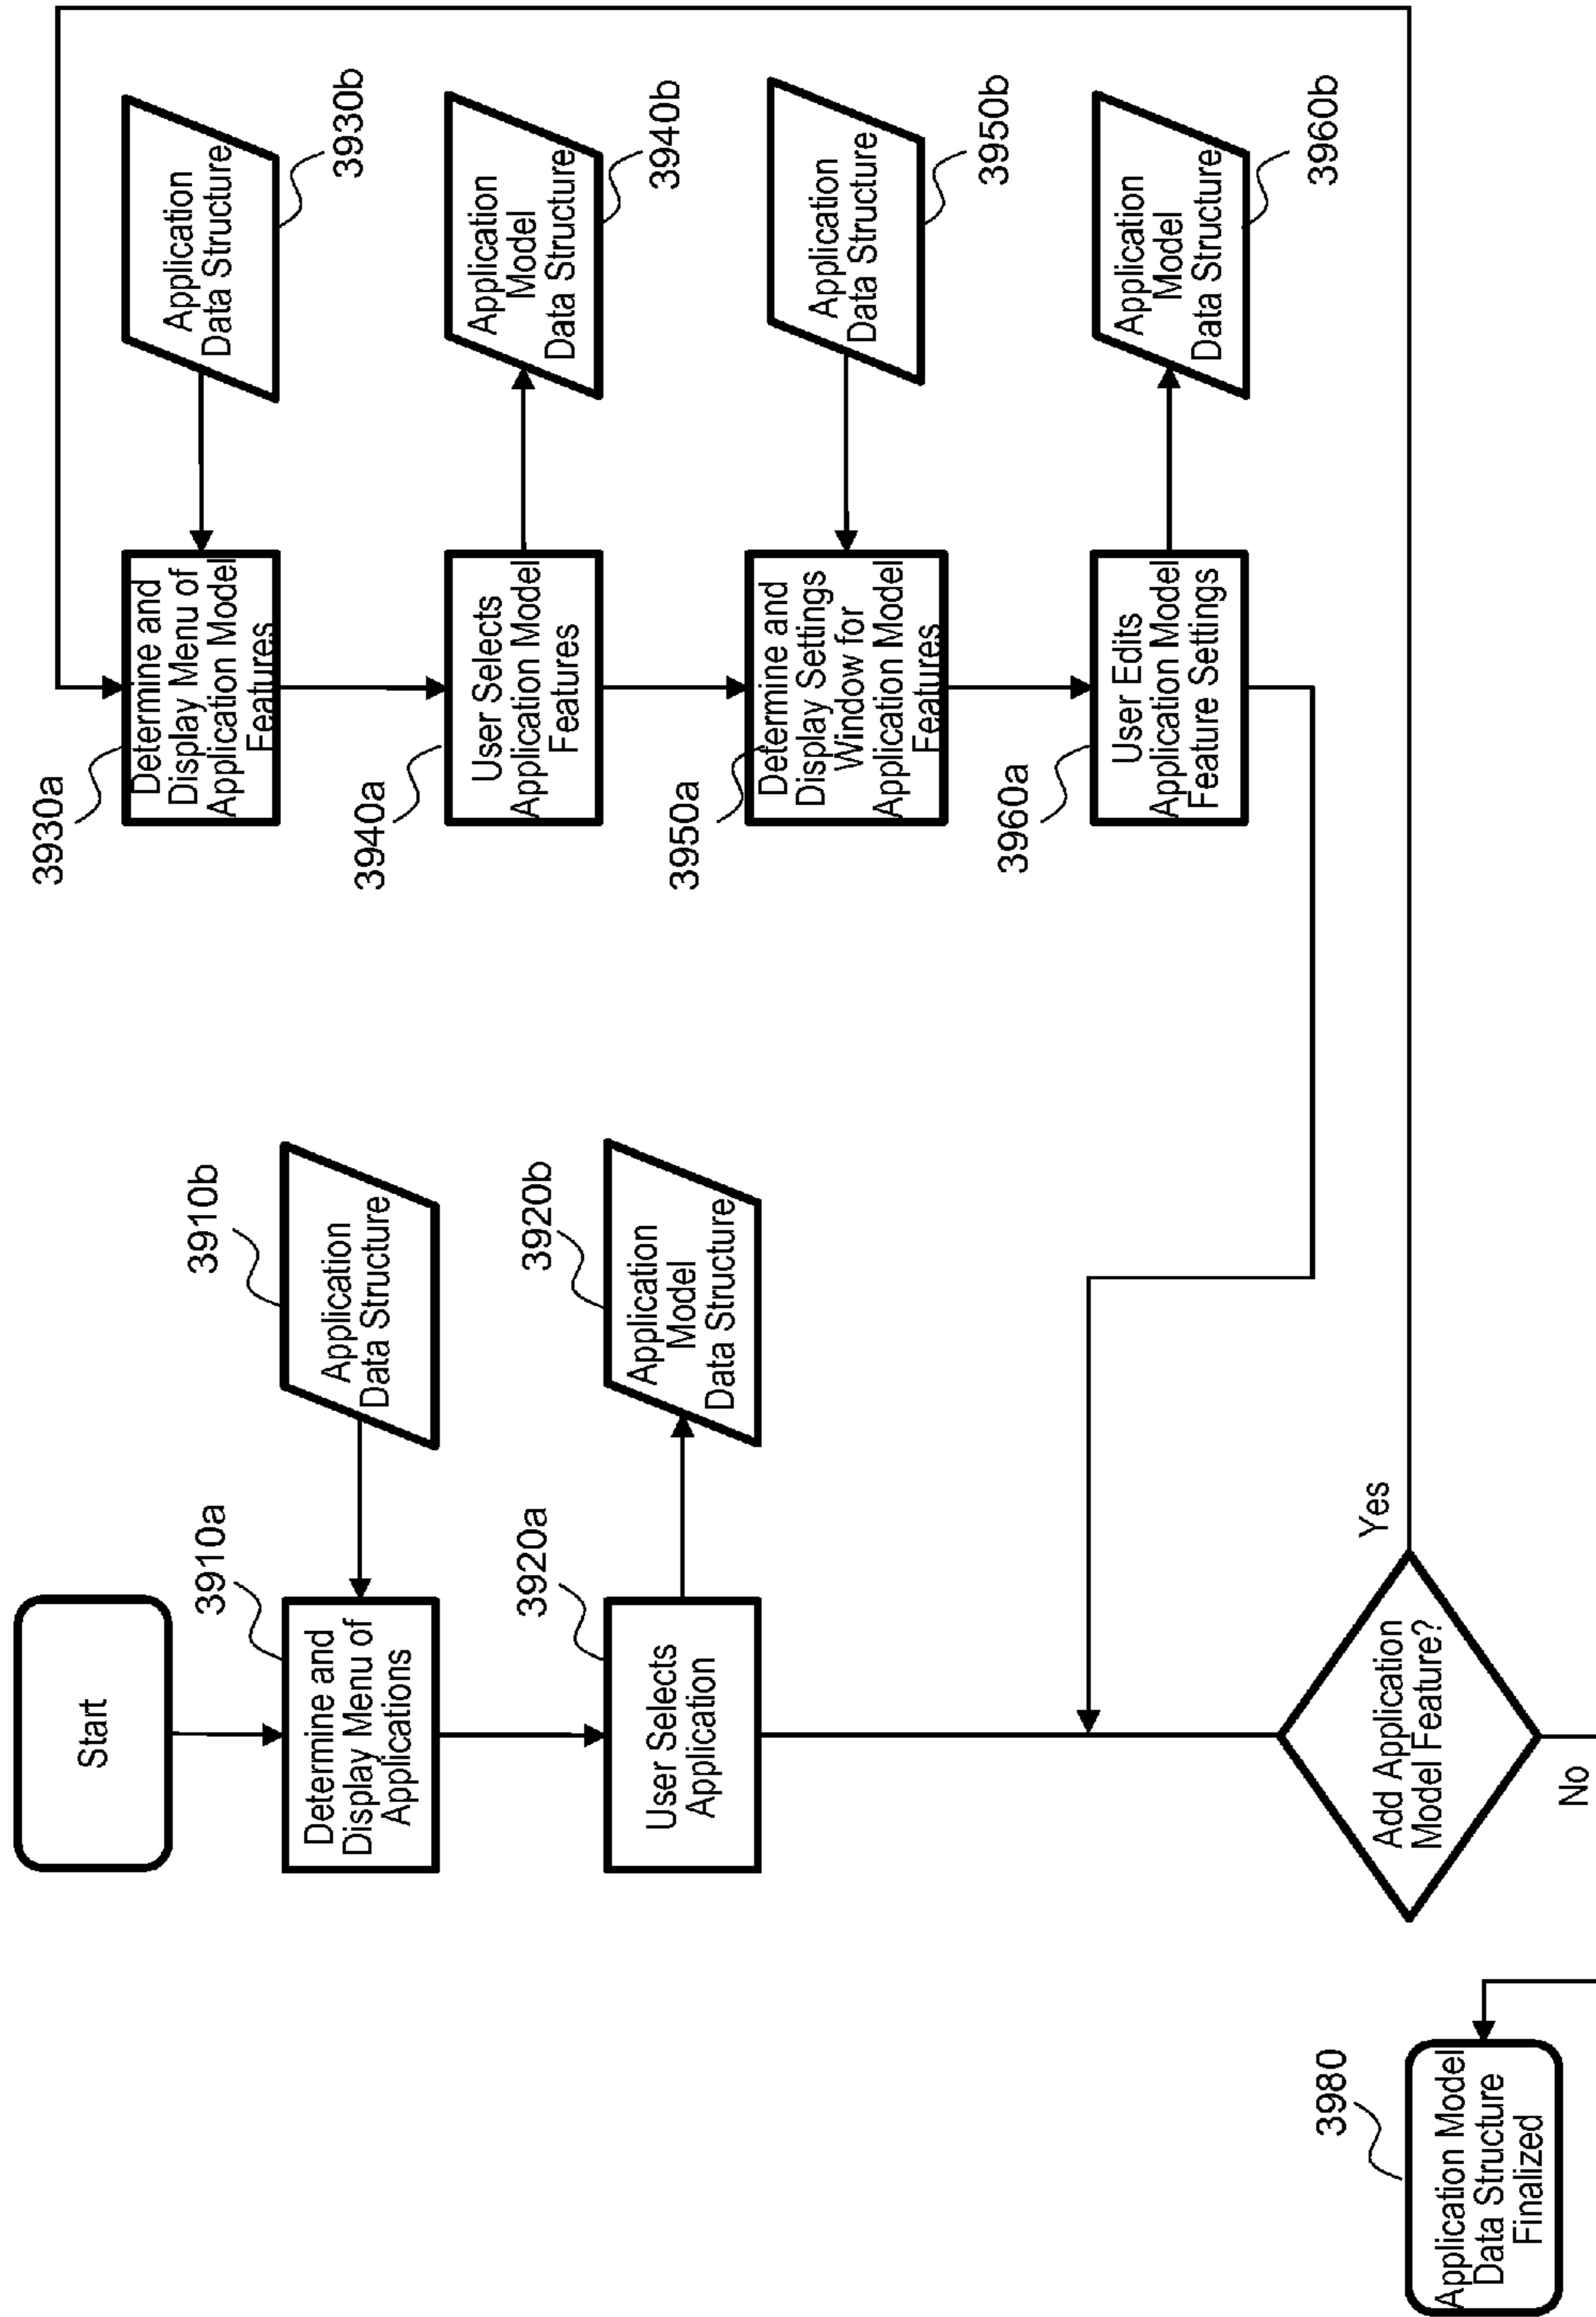 Start
3910a
Determine and
Display Menu of
Applications
3910b
Application
Data Structure
3920a
User Selects
Application
3920b
Application
Model
Data Structure
Add Application
Model Feature?
Yes
No
3980
Application Model
Data Structure
Finalized
3930a
Determine and
Display Menu of
Application Model
Features
3930b
Application
Data Structure
3940a
User Selects
Application Model
Features
3940b
Application
Model
Data Structure
3950a
Determine and
Display Settings
Window for
Application Model
Features
3950b
Application
Data Structure
3960a
User Edits
Application Model
Feature Settings
3960b
Application
Model
Data Structure